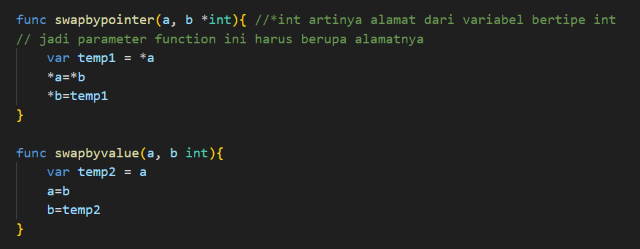 func swapbypointer(a, b *int){ //*int artinya alamat dari variabel bertipe int
// jadi parameter function ini harus berupa alamatnya
    var temp1 = *a
    *a=*b
    *b=temp1
}

func swapbyvalue(a, b int){
    var temp2 = a
    a=b
    b=temp2
}